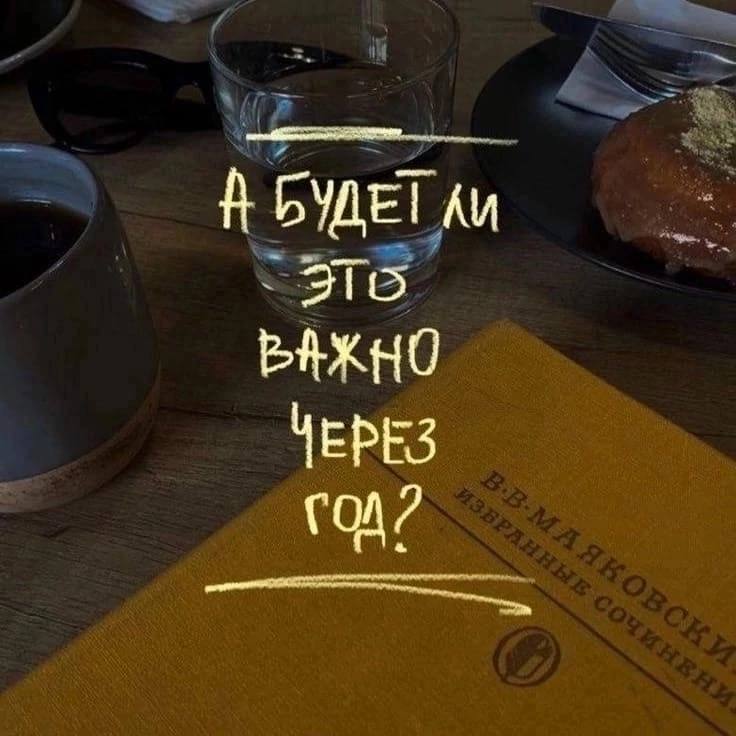 А БУДЕТ ЛИ
ЭТО
ВАЖНО
ЧЕРЕЗ
ГОД?
В·В·МАЯКОВСКИ
ИЗБРАННЫЕ СОЧИНЕНИ